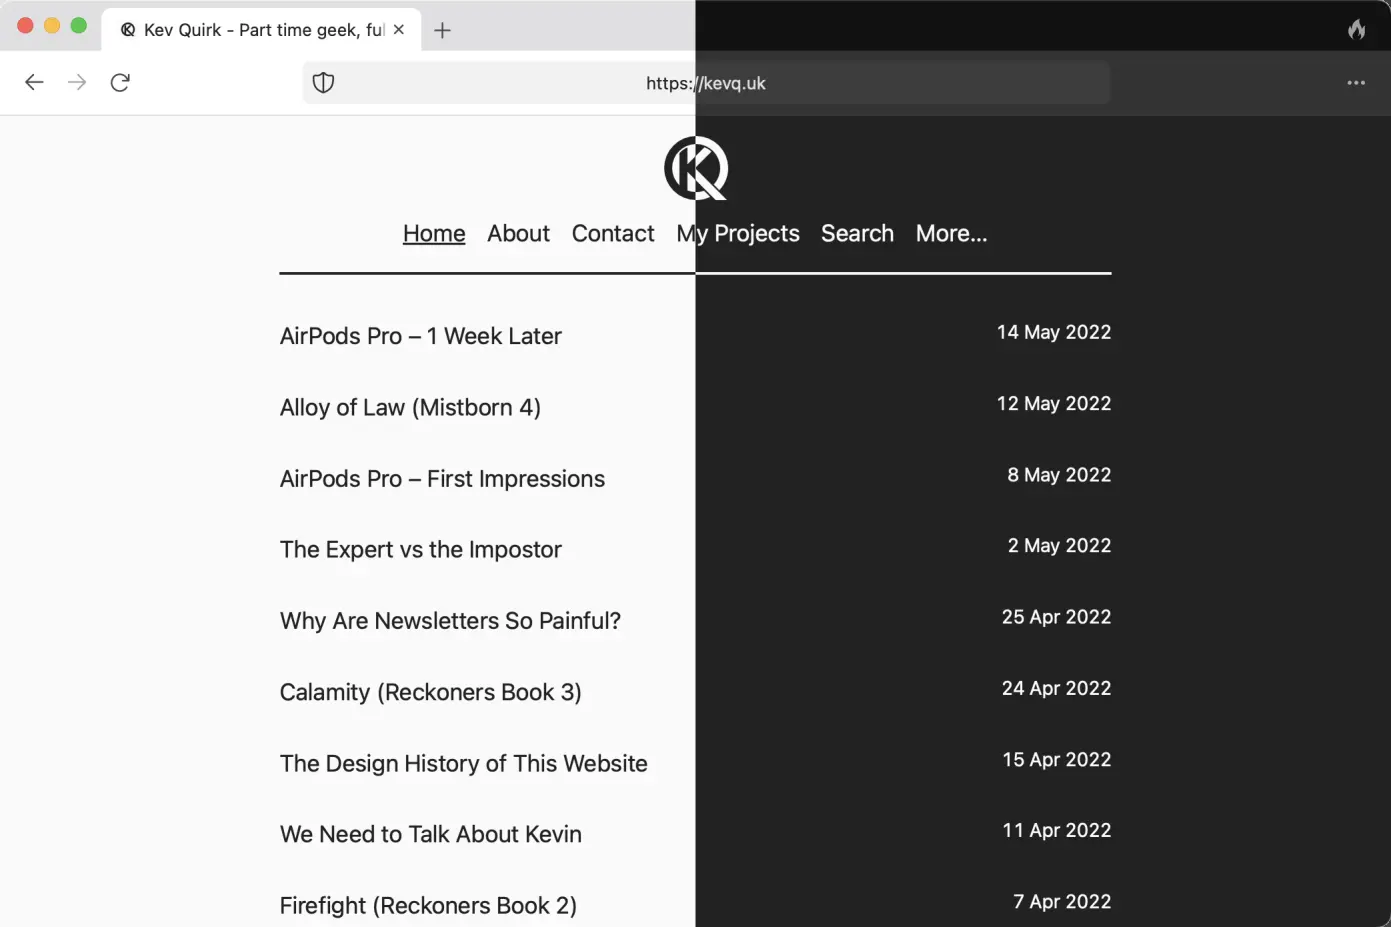 Kev Quirk - Part time geek, ful
https://kevq.uk
Home About Contact My Projects Search More...
AirPods Pro – 1 Week Later 14 May 2022
Alloy of Law (Mistborn 4) 12 May 2022
AirPods Pro – First Impressions 8 May 2022
The Expert vs the Impostor 2 May 2022
Why Are Newsletters So Painful? 25 Apr 2022
Calamity (Reckoners Book 3) 24 Apr 2022
The Design History of This Website 15 Apr 2022
We Need to Talk About Kevin 11 Apr 2022
Firefight (Reckoners Book 2) 7 Apr 2022